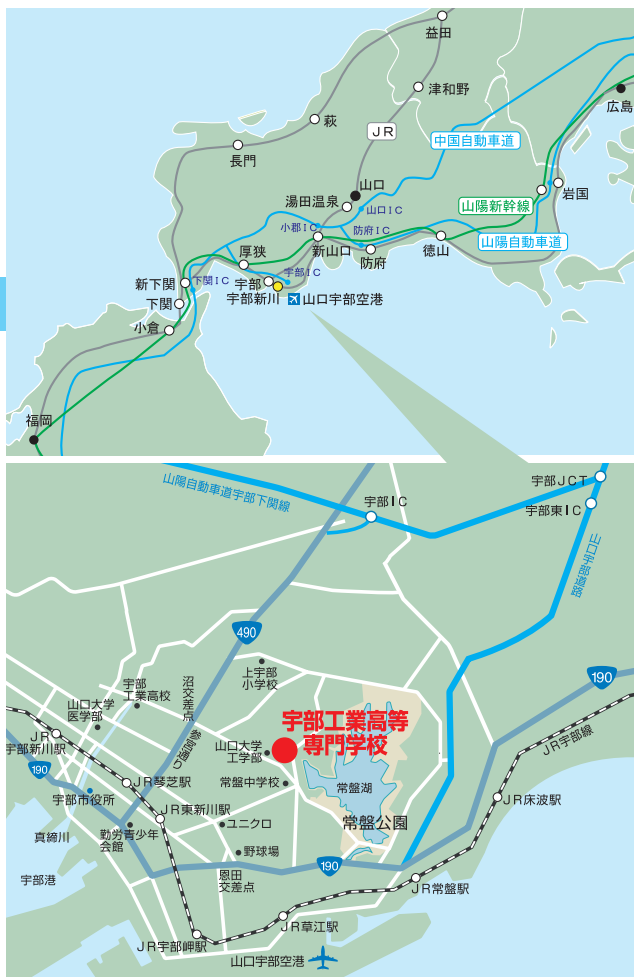 益田
津和野
広島
萩
JR
中国自動車道
長門
山口
湯田温泉
山口IC
山陽新幹線
岩国
小郡IC
防府IC
新山口
防府
徳山
山陽自動車道
厚狭
宇部IC
新下関
下関IC
宇部
宇部新川
山口宇部空港
下関
小倉
福岡
山陽自動車道宇部下関線
宇部IC
宇部JCT
宇部東IC
山口宇部道路
490
190
上宇部
小学校
沼交差点
宇部
工業高校
山口大学
医学部
参宮通り
宇部工業高等
専門学校
山口大学
工学部
JR宇部線
JR
宇部新川駅
190
JR琴芝駅
常盤中学校
常盤湖
宇部市役所
JR東新川駅
JR床波駅
常盤公園
ユニクロ
真締川
勤労青少年
会館
野球場
190
恩田
交差点
宇部港
JR常盤駅
JR草江駅
JR宇部岬駅
山口宇部空港